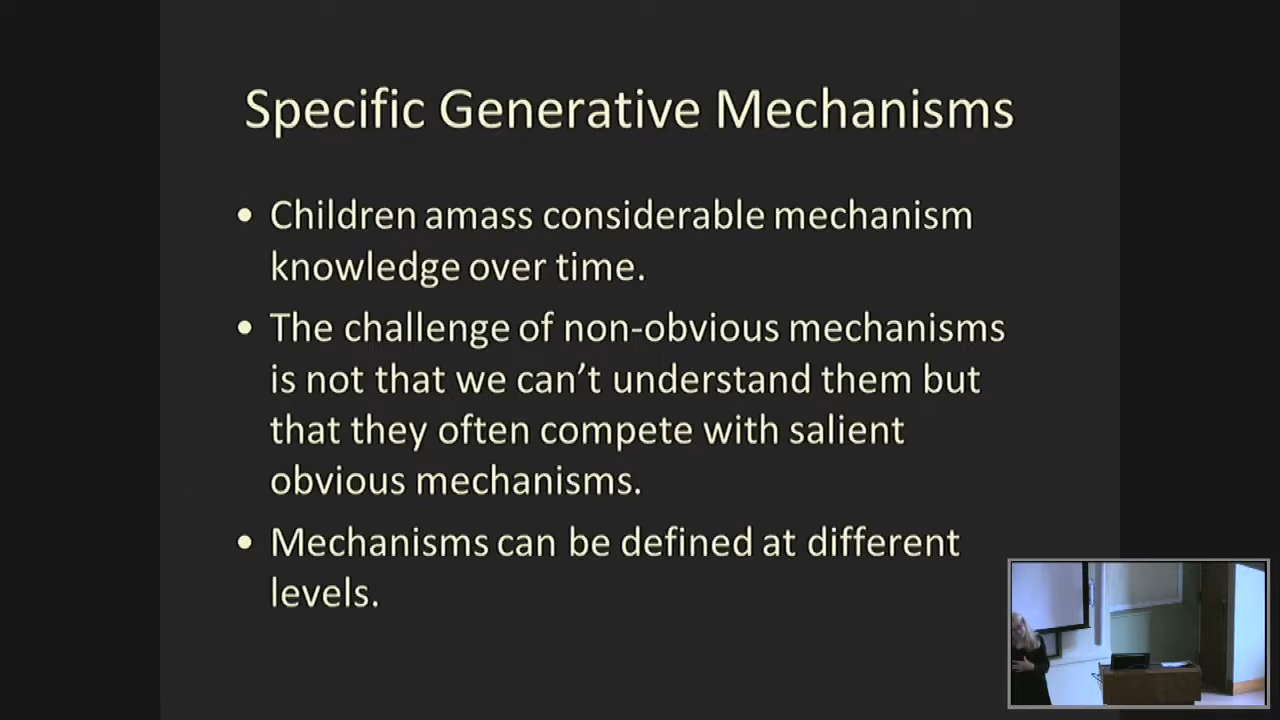 Specific Generative Mechanisms
• Children amass considerable mechanism
knowledge over time.
• The challenge of non-obvious mechanisms
is not that we can’t understand them but
that they often compete with salient
obvious mechanisms.
• Mechanisms can be defined at different
levels.